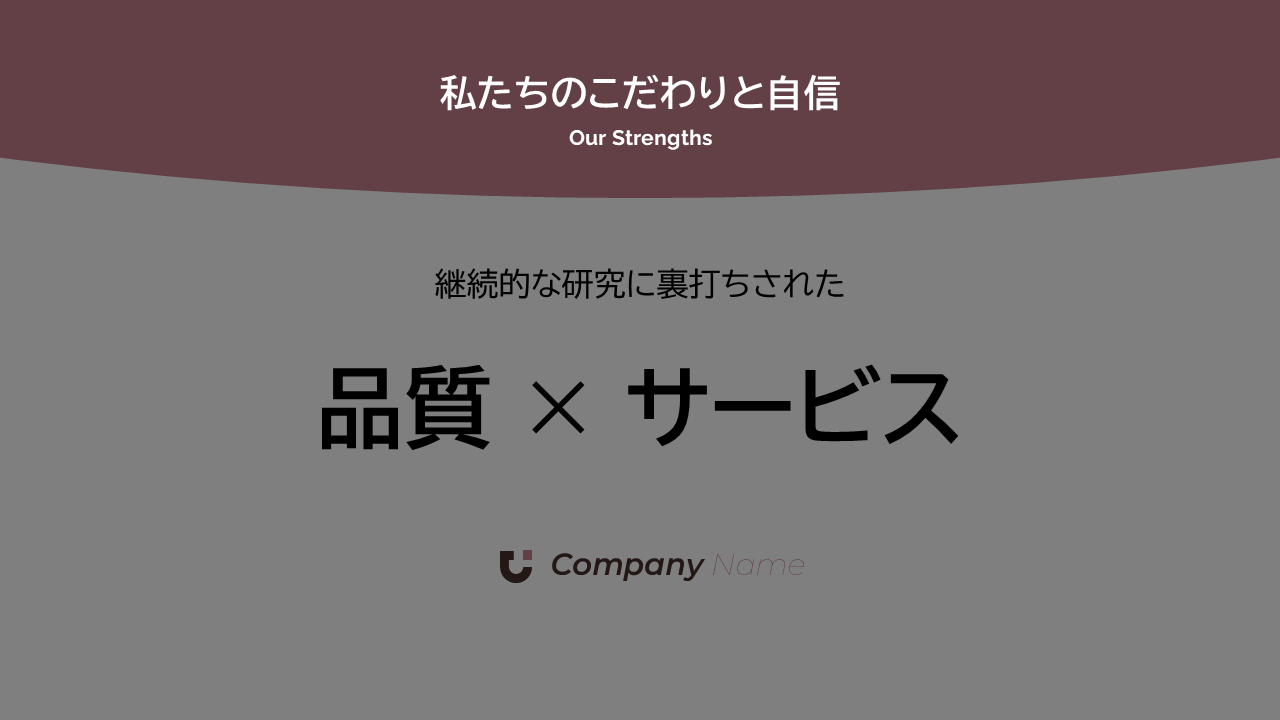 私たちのこだわりと自信
Our Strengths
継続的な研究に裏打ちされた
品質 × サービス
Company Name